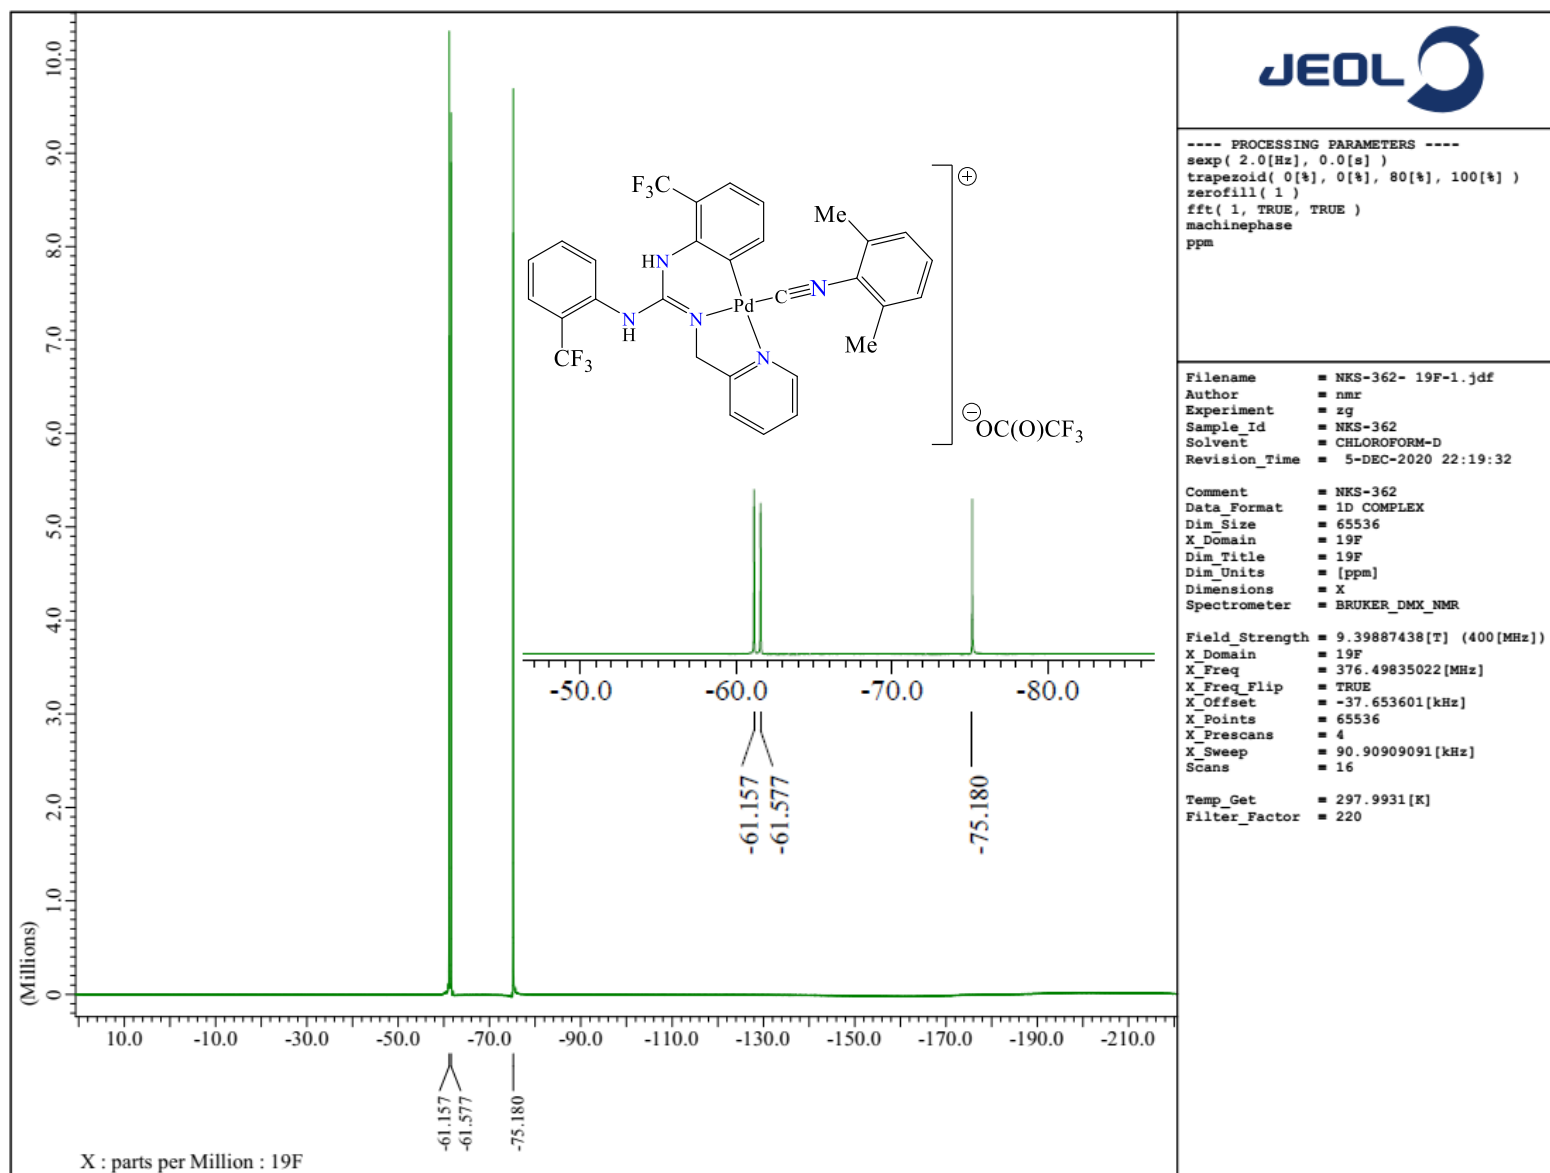 JEOL
---- PROCESSING PARAMETERS ----
sexp( 2.0[Hz], 0.0[s] )
trapezoid( 0[%], 0[%], 80[%], 100[%] )
zerofill( 1 )
fft( 1, TRUE, TRUE )
machinephase
ppm
Filename = NKS-362- 19F-1.jdf
Author = nmr
Experiment = zg
Sample_Id = NKS-362
Solvent = CHLOROFORM-D
Revision_Time = 5-DEC-2020 22:19:32
Comment = NKS-362
Data_Format = 1D COMPLEX
Dim_Size = 65536
X_Domain = 19F
Dim_Title = 19F
Dim_Units = [ppm]
Dimensions = X
Spectrometer = BRUKER_DMX_NMR
Field_Strength = 9.39887438[T] (400[MHz])
X_Domain = 19F
X_Freq = 376.49835022[MHz]
X_Freq_Flip = TRUE
X_Offset = -37.653601[kHz]
X_Points = 65536
X_Prescans = 4
X_Sweep = 90.90909091[kHz]
Scans = 16
Temp_Get = 297.9931[K]
Filter_Factor = 220
10.0
9.0
8.0
7.0
6.0
5.0
4.0
3.0
2.0
1.0
0
(Millions)
F3C
Me
HN
N
H
CF3
N
Pd
C
N
Me
N
+
−
OC(O)CF3
-50.0 -60.0 -70.0 -80.0
-61.157
-61.577
-75.180
10.0 -10.0 -30.0 -50.0 -70.0 -90.0 -110.0 -130.0 -150.0 -170.0 -190.0 -210.0
-61.157
-61.577
-75.180
X : parts per Million : 19F